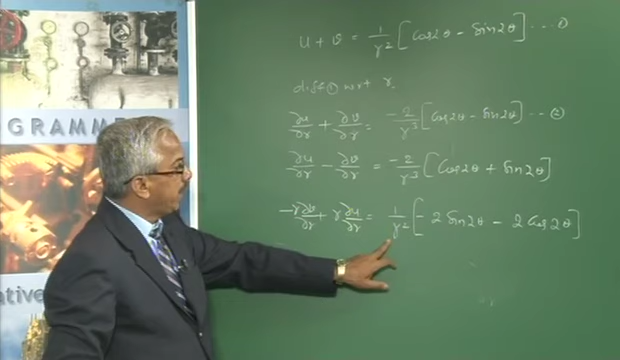 u + v = 1/r² [Cos2θ - Sin2θ] --- ①
diff ① w.r.t r.
∂u/∂r + ∂v/∂r = -2/r³ [Cos2θ - Sin2θ] -- ②
∂u/∂r - ∂v/∂r = -2/r³ [Cos2θ + Sin2θ]
-r∂v/∂r + r∂u/∂r = 1/r² [-2 Sin2θ - 2 Cos2θ]
GRAMME
ative